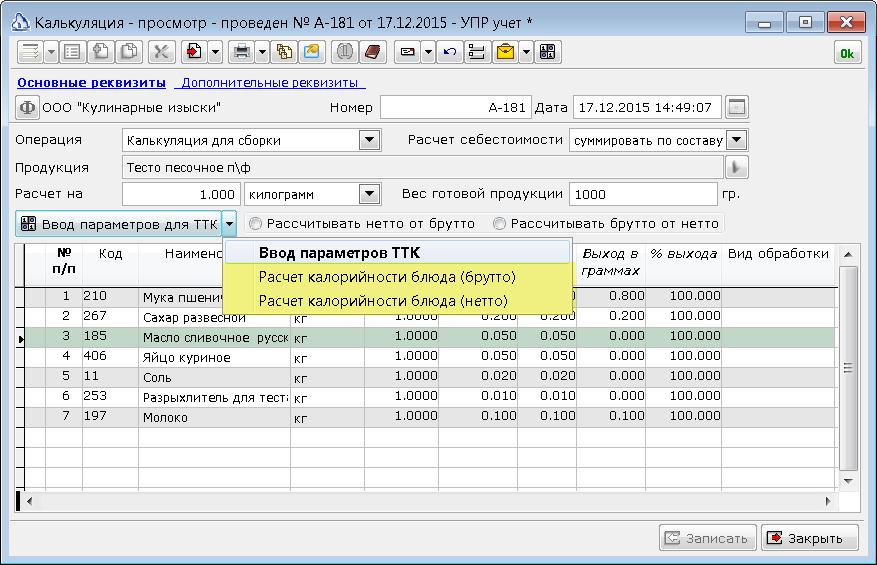 Калькуляция - просмотр - проведен № А-181 от 17.12.2015 - УПР учет *
Ok
Основные реквизиты Дополнительные реквизиты
Ф ООО "Кулинарные изыски" Номер А-181 Дата 17.12.2015 14:49:07
Операция Калькуляция для сборки Расчет себестоимости суммировать по составу
Продукция Тесто песочное п\ф
Расчет на 1.000 килограмм Вес готовой продукции 1000 гр.
Ввод параметров для ТТК Рассчитывать нетто от брутто Рассчитывать брутто от нетто
№ п/п Код Наимено Выход в граммах % выхода Вид обработки
Ввод параметров ТТК
Расчет калорийности блюда (брутто)
Расчет калорийности блюда (нетто)
1 210 Мука пшенич 0.800 100.000
2 267 Сахар развесной кг 1.0000 0.200 0.200 0.200 100.000
3 185 Масло сливочное русск кг 1.0000 0.050 0.050 0.000 100.000
4 406 Яйцо куриное кг 1.0000 0.050 0.050 0.000 100.000
5 11 Соль кг 1.0000 0.020 0.020 0.000 100.000
6 253 Разрыхлитель для теста кг 1.0000 0.010 0.010 0.000 100.000
7 197 Молоко кг 1.0000 0.100 0.100 0.100 100.000
Записать Закрыть